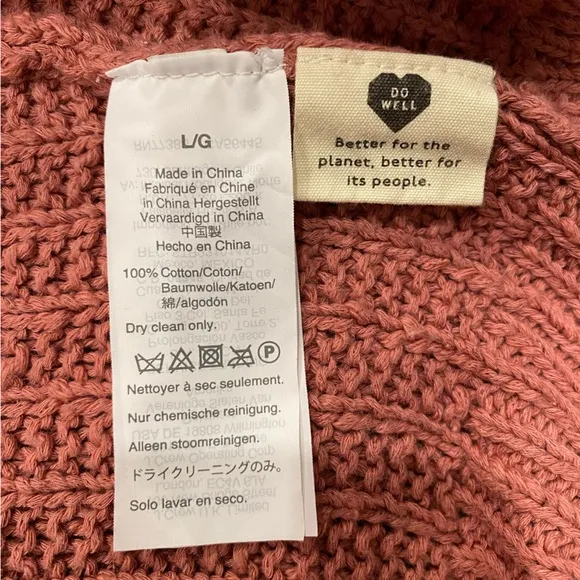 L/G
Made in China
Fabriqué en Chine
in China Hergestellt
Vervaardigd in China
中国製
Hecho en China
100% Cotton/Coton/
Baumwolle/Katoen/
綿/algodón
Dry clean only.
P
Nettoyer à sec seulement.
Nur chemische reinigung.
Alleen stoomreinigen.
ドライクリーニングのみ。
Solo lavar en seco.
DO
WELL
Better for the
planet, better for
its people.